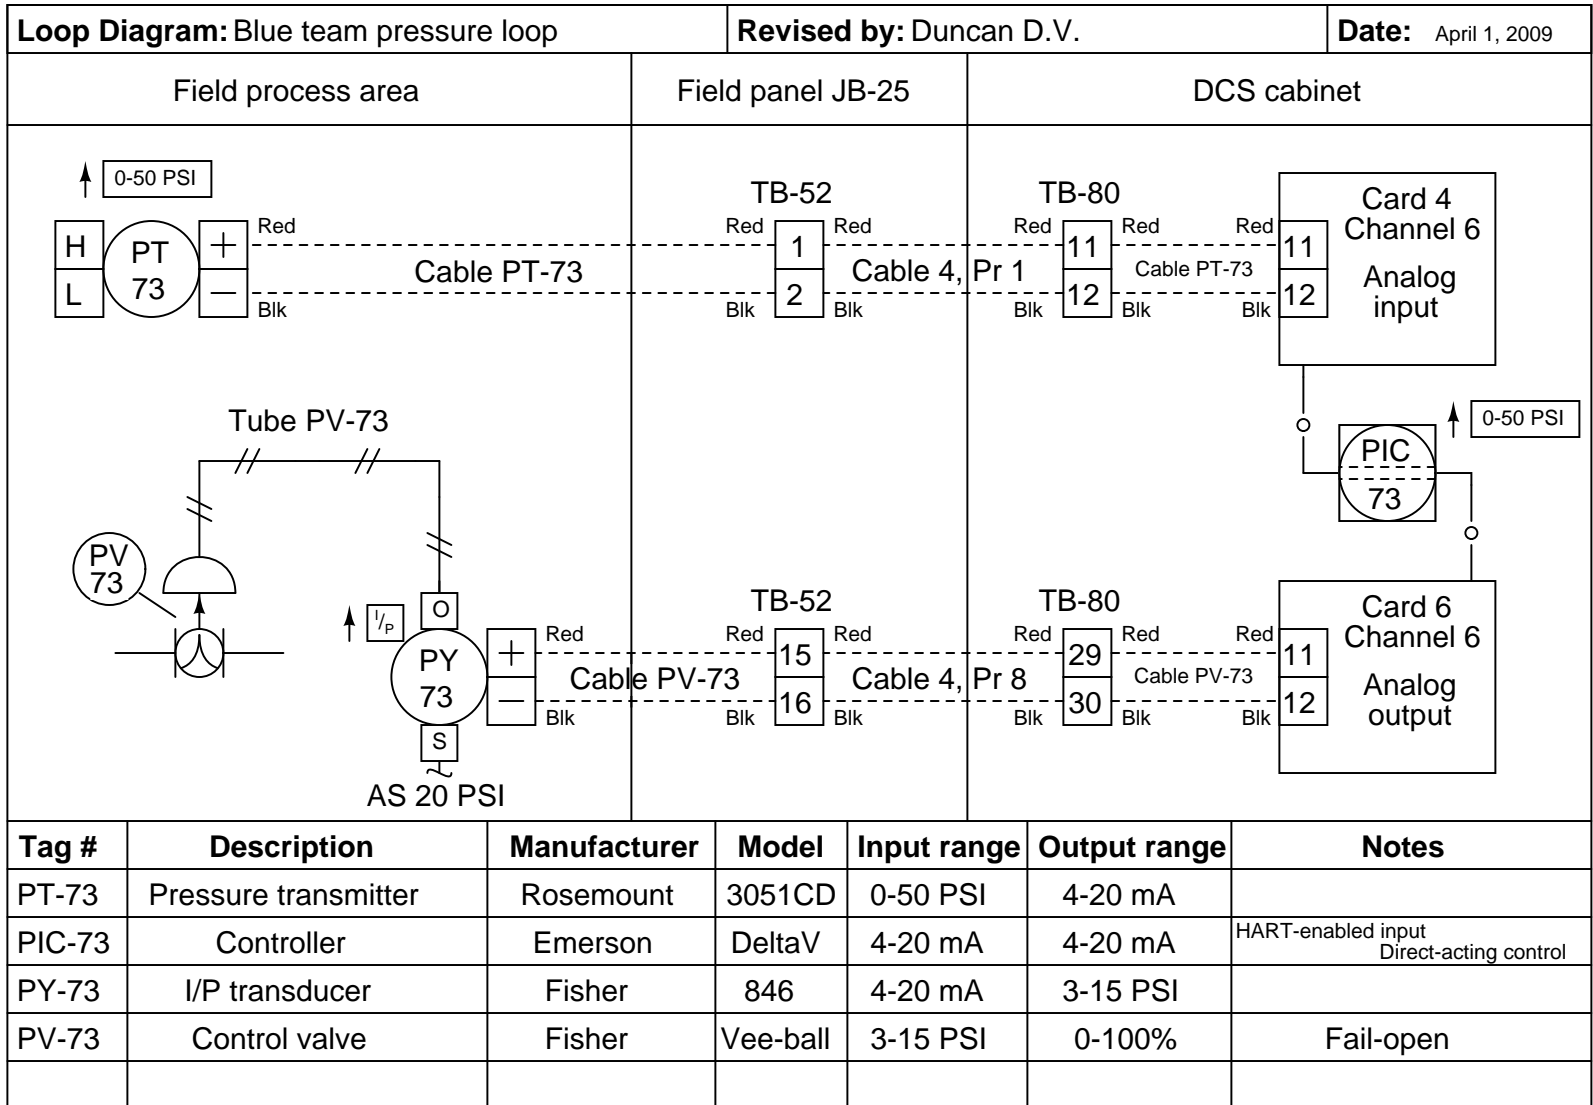 Loop Diagram: Blue team pressure loop
Revised by: Duncan D.V.
Date: April 1, 2009
Field process area
Field panel JB-25
DCS cabinet
0-50 PSI
H
L
PT
73
+
—
Red
Blk
Cable PT-73
TB-52
Red
1
Red
Blk
2
Blk
Cable 4, Pr 1
TB-80
Red
11
Red
Blk
12
Blk
Cable PT-73
Red
11
Blk
12
Card 4
Channel 6
Analog
input
Tube PV-73
PIC
73
0-50 PSI
PV
73
I/P
O
PY
73
S
AS 20 PSI
+
—
Red
Blk
Cable PV-73
TB-52
Red
15
Red
Blk
16
Blk
Cable 4, Pr 8
TB-80
Red
29
Red
Blk
30
Blk
Cable PV-73
Red
11
Blk
12
Card 6
Channel 6
Analog
output
Tag # Description Manufacturer Model Input range Output range Notes
PT-73 Pressure transmitter Rosemount 3051CD 0-50 PSI 4-20 mA
PIC-73 Controller Emerson DeltaV 4-20 mA 4-20 mA HART-enabled input
Direct-acting control
PY-73 I/P transducer Fisher 846 4-20 mA 3-15 PSI
PV-73 Control valve Fisher Vee-ball 3-15 PSI 0-100% Fail-open